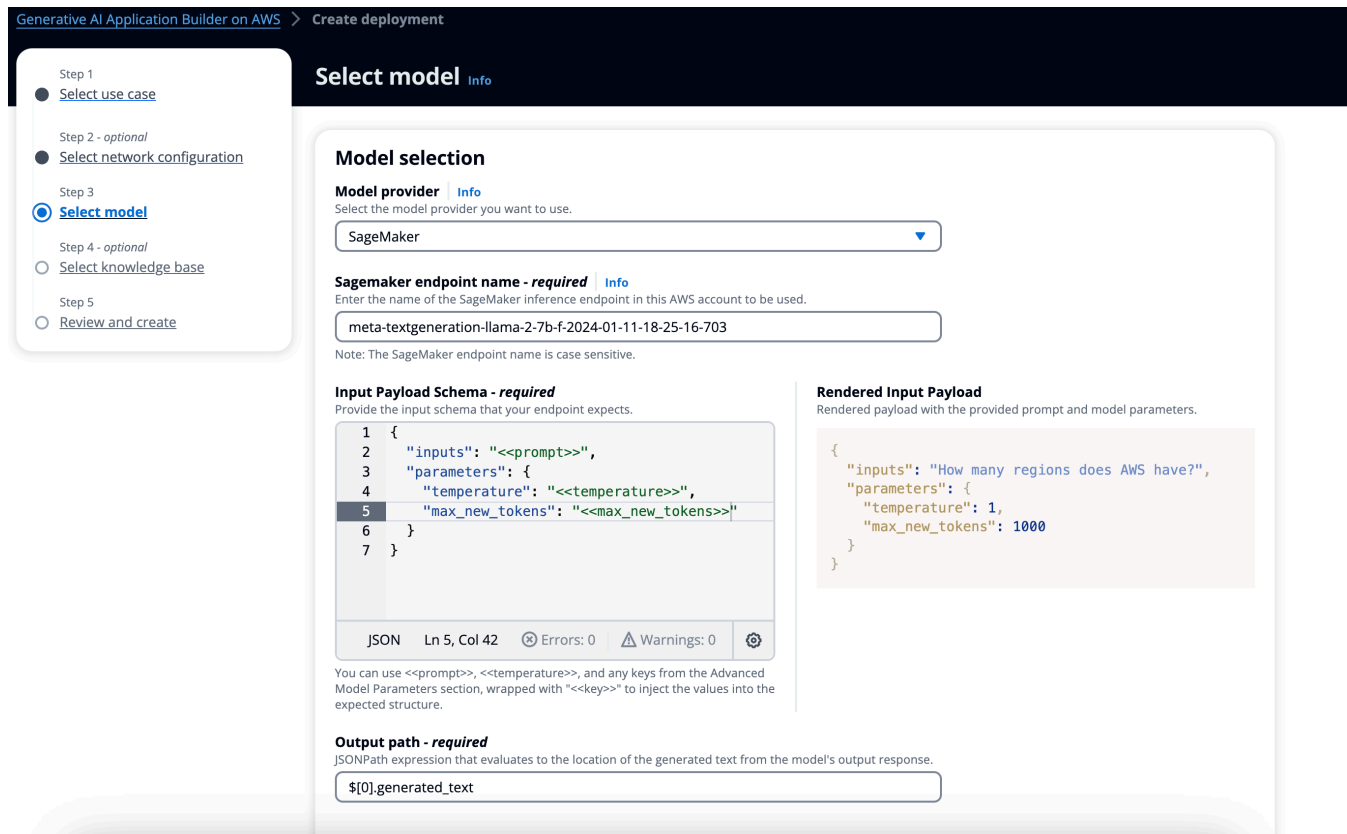 Generative AI Application Builder on AWS > Create deployment
Step 1
Select use case
Step 2 - optional
Select network configuration
Step 3
Select model
Step 4 - optional
Select knowledge base
Step 5
Review and create
Select model Info
Model selection
Model provider Info
Select the model provider you want to use.
SageMaker
Sagemaker endpoint name - required Info
Enter the name of the SageMaker inference endpoint in this AWS account to be used.
meta-textgeneration-llama-2-7b-f-2024-01-11-18-25-16-703
Note: The SageMaker endpoint name is case sensitive.
Input Payload Schema - required
Provide the input schema that your endpoint expects.
1 {
2 "inputs": "<<prompt>>",
3 "parameters": {
4 "temperature": "<<temperature>>",
5 "max_new_tokens": "<<max_new_tokens>>"
6 }
7 }
JSON Ln 5, Col 42 Errors: 0 Warnings: 0
You can use <<prompt>>, <<temperature>>, and any keys from the Advanced
Model Parameters section, wrapped with "<<key>>" to inject the values into the
expected structure.
Rendered Input Payload
Rendered payload with the provided prompt and model parameters.
{
"inputs": "How many regions does AWS have?",
"parameters": {
"temperature": 1,
"max_new_tokens": 1000
}
}
Output path - required
JSONPath expression that evaluates to the location of the generated text from the model's output response.
$[0].generated_text